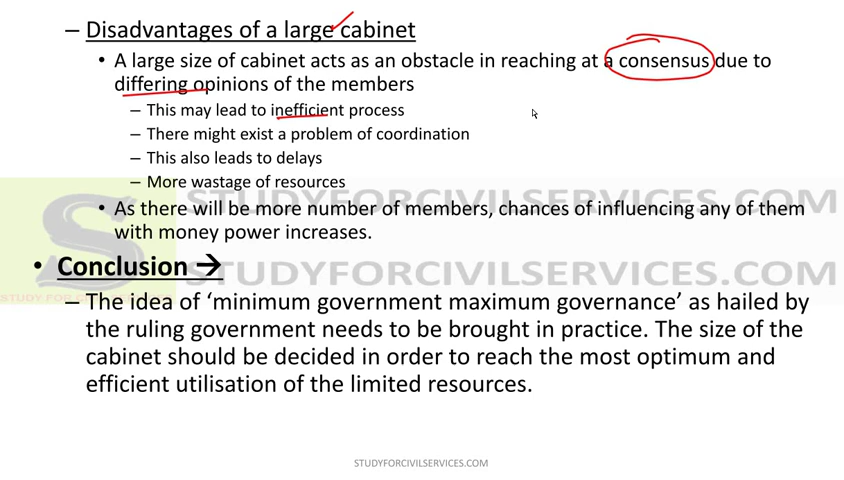 – Disadvantages of a large cabinet
• A large size of cabinet acts as an obstacle in reaching at a consensus due to
differing opinions of the members
– This may lead to inefficient process
– There might exist a problem of coordination
– This also leads to delays
– More wastage of resources
STUDYFORCIVILSERVICES.COM
• As there will be more number of members, chances of influencing any of them
with money power increases.
• Conclusion →
STUDYFORCIVILSERVICES.COM
– The idea of ‘minimum government maximum governance’ as hailed by
the ruling government needs to be brought in practice. The size of the
cabinet should be decided in order to reach the most optimum and
efficient utilisation of the limited resources.
STUDYFORCIVILSERVICES.COM